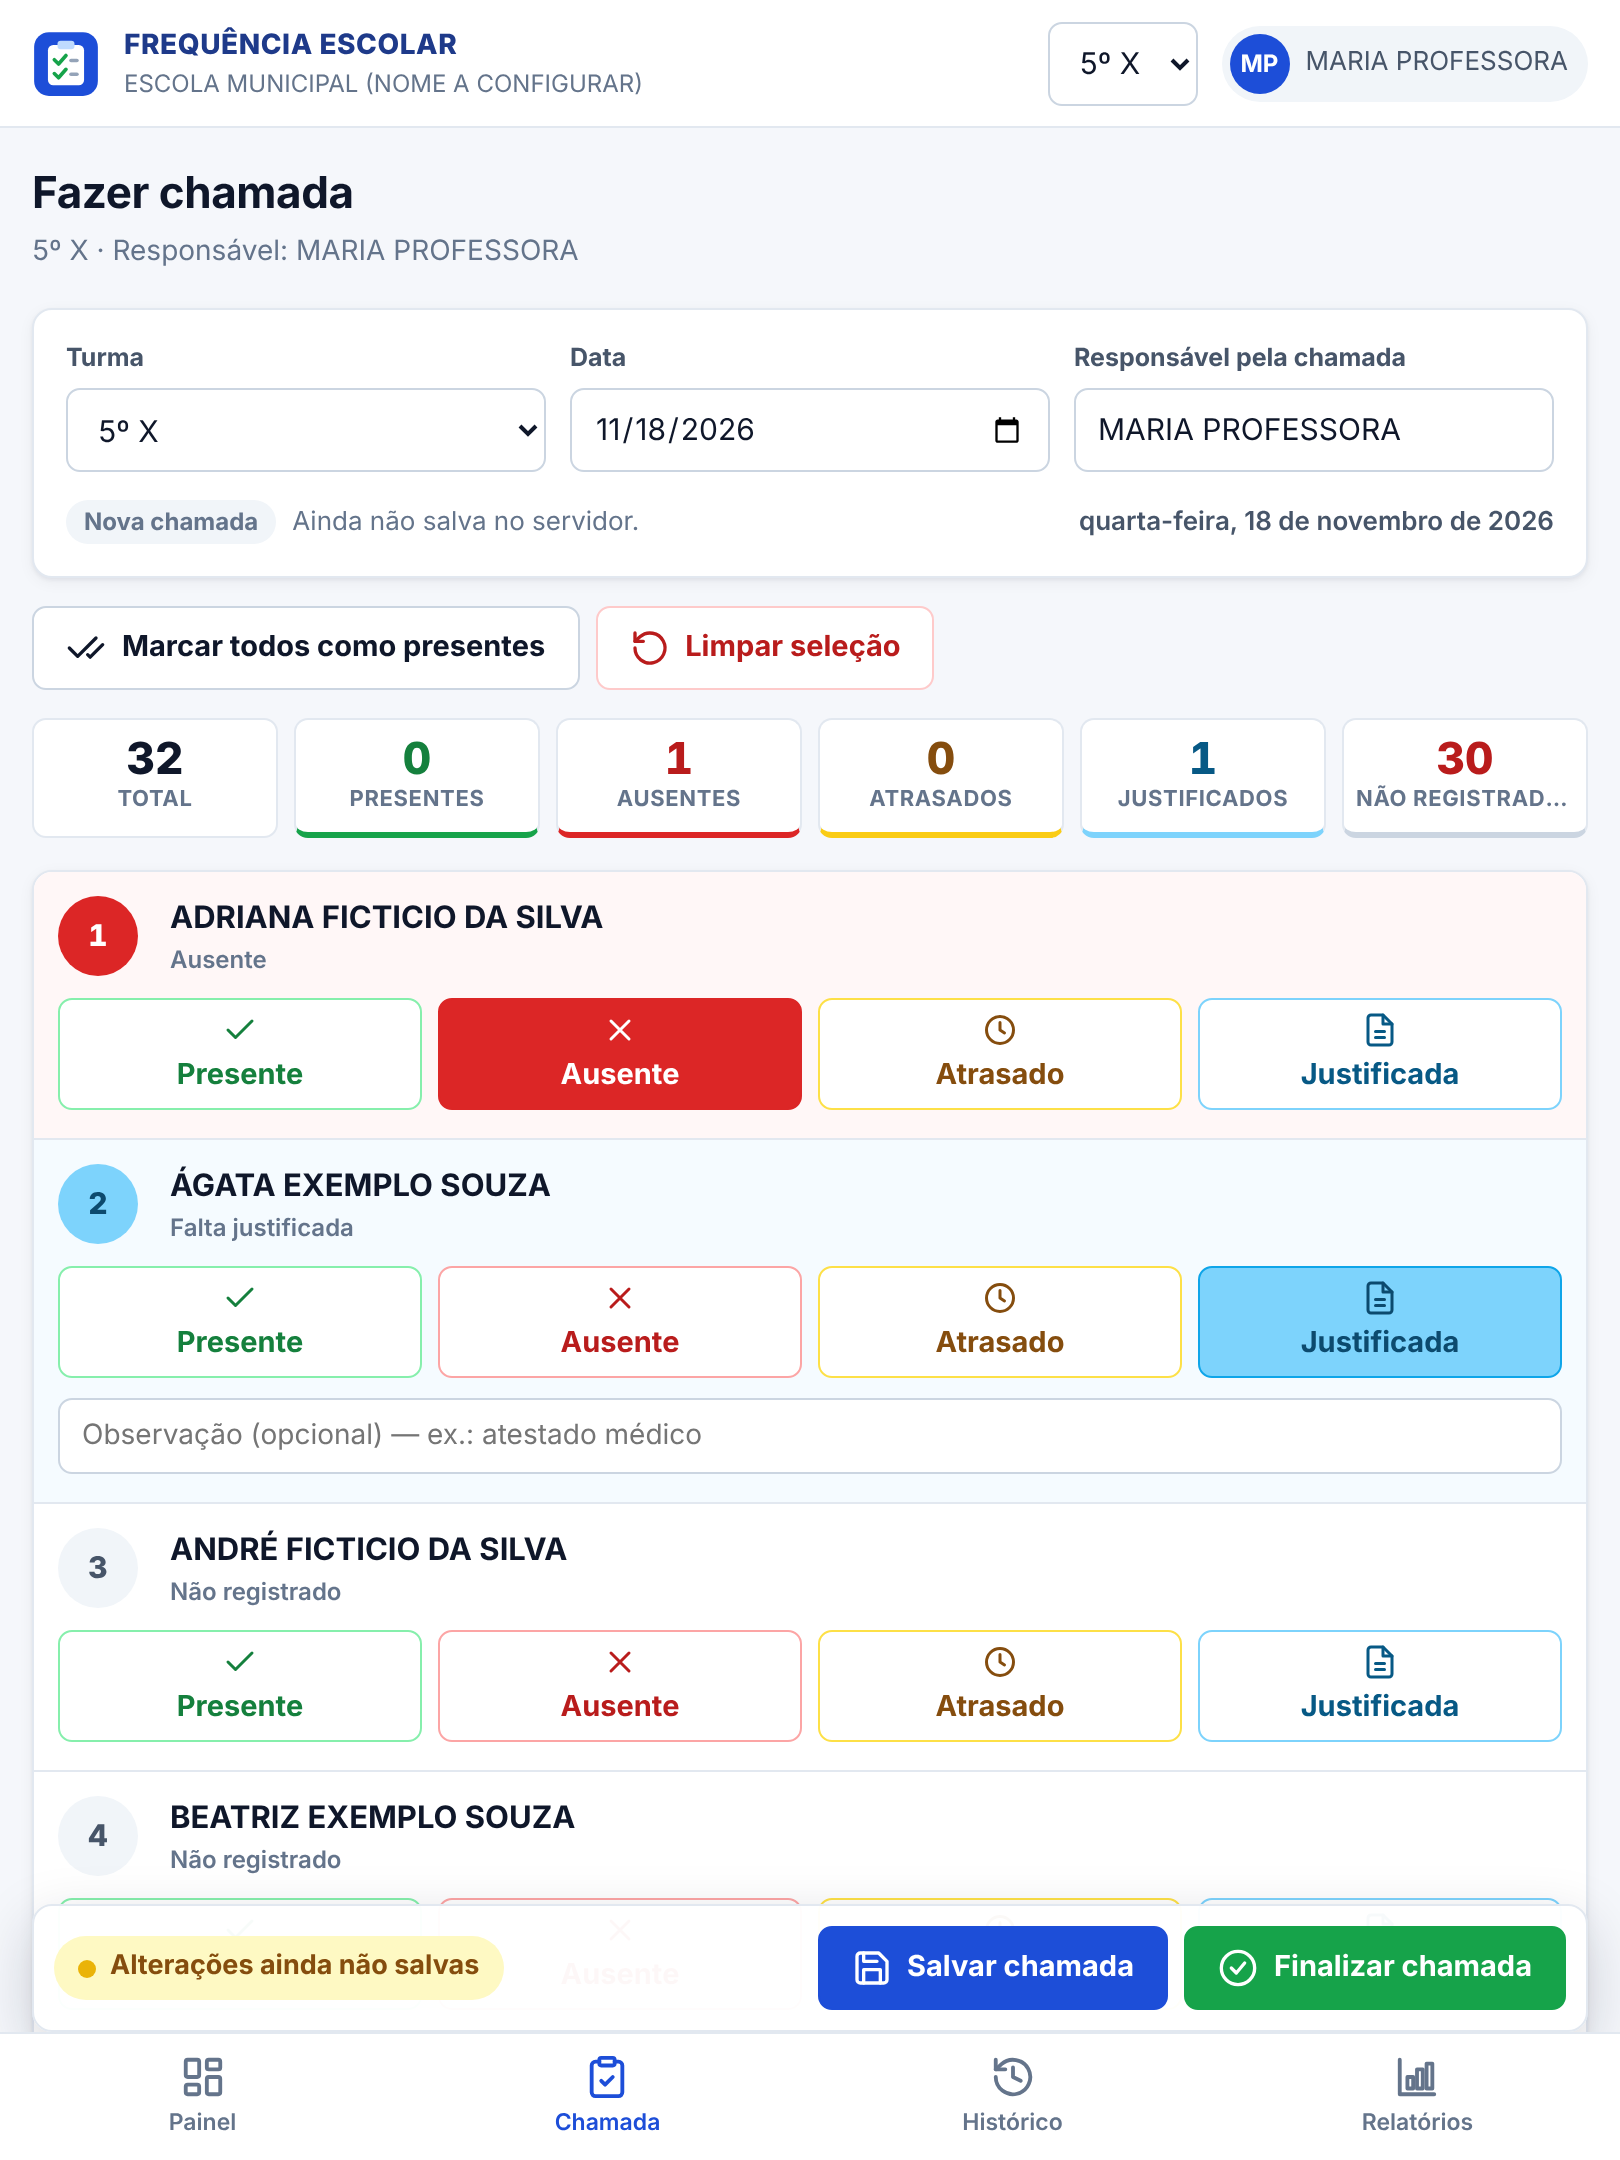 FREQUÊNCIA ESCOLAR
ESCOLA MUNICIPAL (NOME A CONFIGURAR)
5º X
MP
MARIA PROFESSORA
Fazer chamada
5º X · Responsável: MARIA PROFESSORA
Turma
Data
Responsável pela chamada
5º X
11/18/2026
MARIA PROFESSORA
Nova chamada
Ainda não salva no servidor.
quarta-feira, 18 de novembro de 2026
Marcar todos como presentes
Limpar seleção
32
TOTAL
0
PRESENTES
1
AUSENTES
0
ATRASADOS
1
JUSTIFICADOS
30
NÃO REGISTRAD...
1
ADRIANA FICTICIO DA SILVA
Ausente
Presente
Ausente
Atrasado
Justificada
2
ÁGATA EXEMPLO SOUZA
Falta justificada
Presente
Ausente
Atrasado
Justificada
Observação (opcional) — ex.: atestado médico
3
ANDRÉ FICTICIO DA SILVA
Não registrado
Presente
Ausente
Atrasado
Justificada
4
BEATRIZ EXEMPLO SOUZA
Não registrado
Alterações ainda não salvas
Ausente
Salvar chamada
Finalizar chamada
Painel
Chamada
Histórico
Relatórios